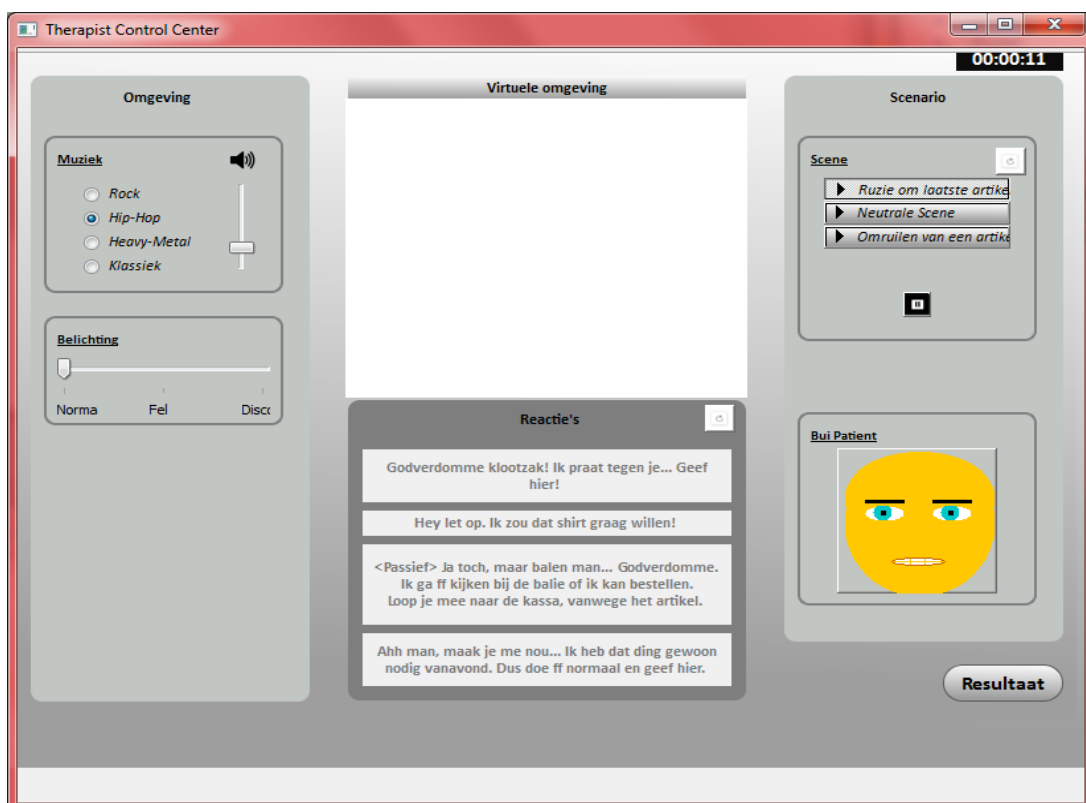 Therapist Control Center
00:00:11
Omgeving
Muziek
Rock
Hip-Hop
Heavy-Metal
Klassiek
Belichting
Norma
Fel
Disco
Virtuele omgeving
Reactie's
Godverdomme klootzak! Ik praat tegen je... Geef
hier!
Hey let op. Ik zou dat shirt graag willen!
<Passief> Ja toch, maar balen man... Godverdomme.
Ik ga ff kijken bij de balie of ik kan bestellen.
Loop je mee naar de kassa, vanwege het artikel.
Ahh man, maak je me nou... Ik heb dat ding gewoon
nodig vanavond. Dus doe ff normaal en geef hier.
Scenario
Scene
Ruzie om laatste artike
Neutrale Scene
Omruilen van een artike
Bui Patient
Resultaat